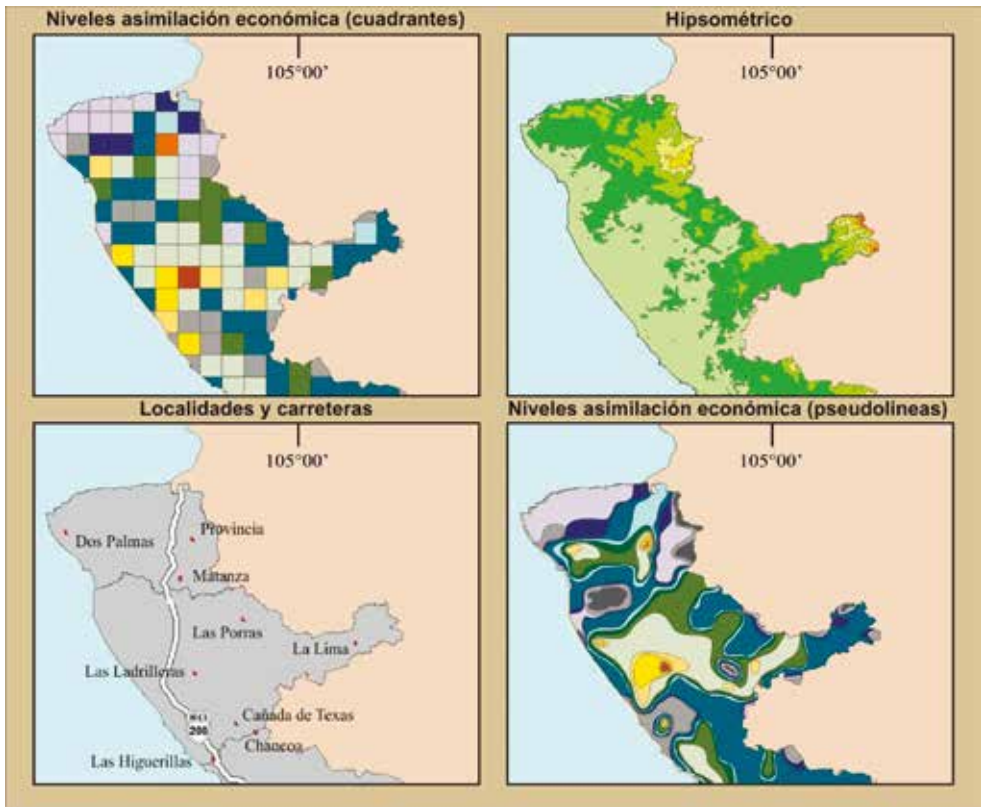 Niveles asimilación económica (cuadrantes)
105°00'
Hipsométrico
105°00'
Localidades y carreteras
105°00'
Dos Palmas
Provincia
Matanza
Las Porras
La Lima
Las Ladrilleras
200
Cañada de Texas
Chancoa
Las Higuerillas
Niveles asimilación económica (pseudolineas)
105°00'